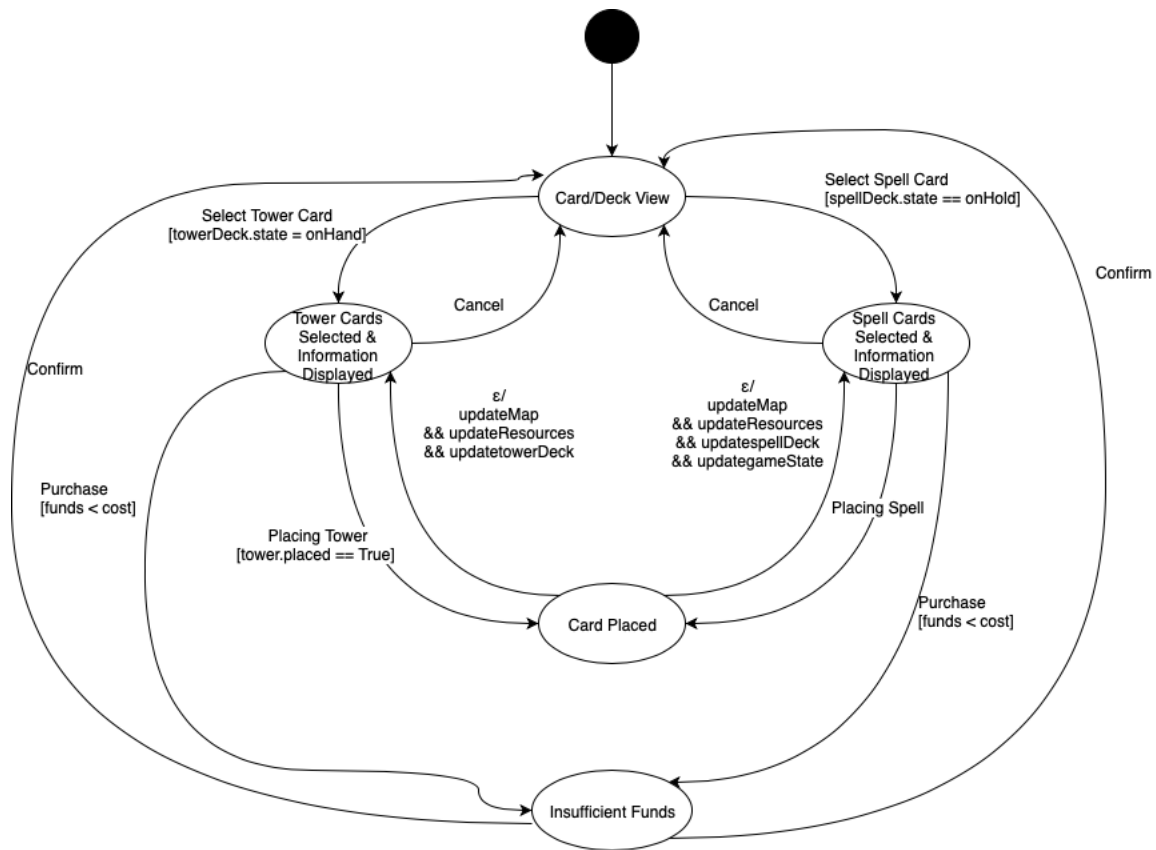 Card/Deck View
Select Spell Card
[spellDeck.state == onHold]
Select Tower Card
[towerDeck.state = onHand]
Confirm
Cancel
Cancel
Tower Cards
Selected &
Information
Displayed
Spell Cards
Selected &
Information
Displayed
Confirm
ε/
updateMap
&& updateResources
&& updatetowerDeck
ε/
updateMap
&& updateResources
&& updatespellDeck
&& updategameState
Purchase
[funds < cost]
Placing Tower
[tower.placed == True]
Placing Spell
Card Placed
Purchase
[funds < cost]
Insufficient Funds